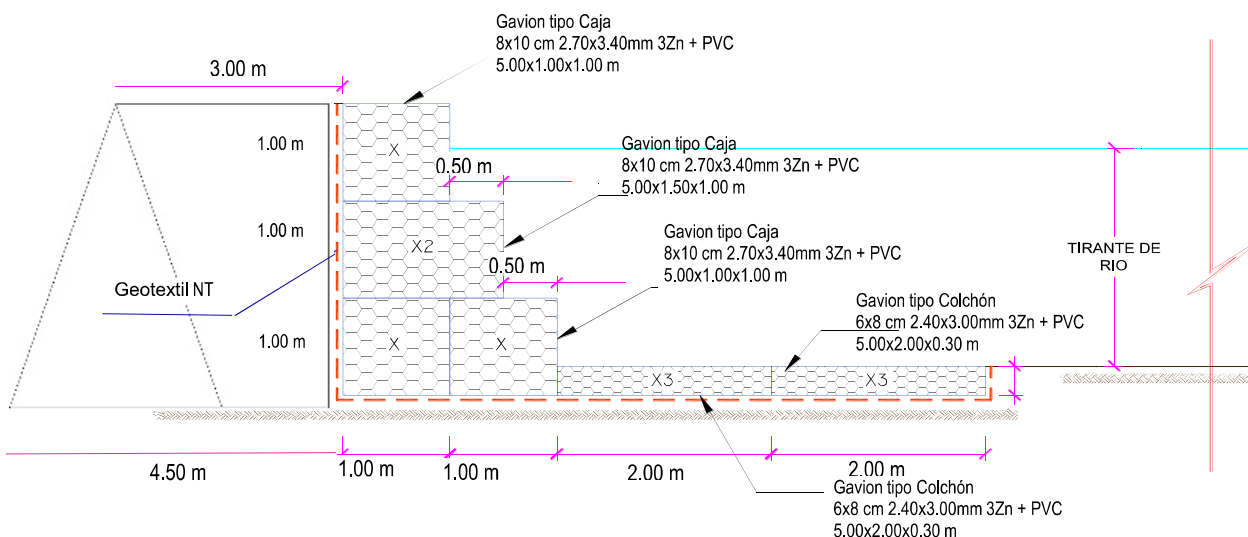 Gavion tipo Caja
8x10 cm 2.70x3.40mm 3Zn + PVC
5.00x1.00x1.00 m
3.00 m
1.00 m
X
0.50 m
Gavion tipo Caja
8x10 cm 2.70x3.40mm 3Zn + PVC
5.00x1.50x1.00 m
1.00 m
X2
0.50 m
Gavion tipo Caja
8x10 cm 2.70x3.40mm 3Zn + PVC
5.00x1.00x1.00 m
TIRANTE DE
RIO
Geotextil NT
1.00 m
X
X
Gavion tipo Colchón
6x8 cm 2.40x3.00mm 3Zn + PVC
5.00x2.00x0.30 m
X3
X3
4.50 m
1.00 m
1.00 m
2.00 m
2.00 m
Gavion tipo Colchón
6x8 cm 2.40x3.00mm 3Zn + PVC
5.00x2.00x0.30 m